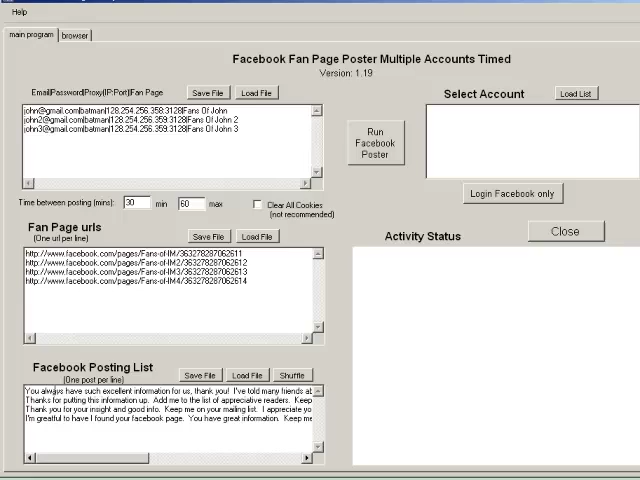 Help
main program
browser
Facebook Fan Page Poster Multiple Accounts Timed
Version: 1.19
Email|Password|Proxy(IP:Port)|Fan Page
Save File
Load File
john@gmail.com|batman|128.254.256.358:3128|Fans Of John
john2@gmail.com|batman|128.254.256.359:3128|Fans Of John 2
john3@gmail.com|batman|128.254.256.359:3128|Fans Of John 3
Run
Facebook
Poster
Select Account
Load List
Login Facebook only
Time between posting (mins):
30
min
60
max
Clear All Cookies
(not recommended)
Close
Fan Page urls
(One url per line)
Save File
Load File
http://www.facebook.com/pages/Fans-of-IM/363278287062611
http://www.facebook.com/pages/Fans-of-IM2/363278287062612
http://www.facebook.com/pages/Fans-of-IM3/363278287062613
http://www.facebook.com/pages/Fans-of-IM4/363278287062614
Activity Status
Facebook Posting List
(One post per line)
Save File
Load File
Shuffle
You always have such excellent information for us, thank you! I've told many friends ab
Thanks for putting this information up. Add me to the list of appreciative readers. Keep
Thank you for your insight and good info. Keep me on your mailing list. I appreciate yo
I'm greatful to have I found your facebook page. You have great information. Keep me